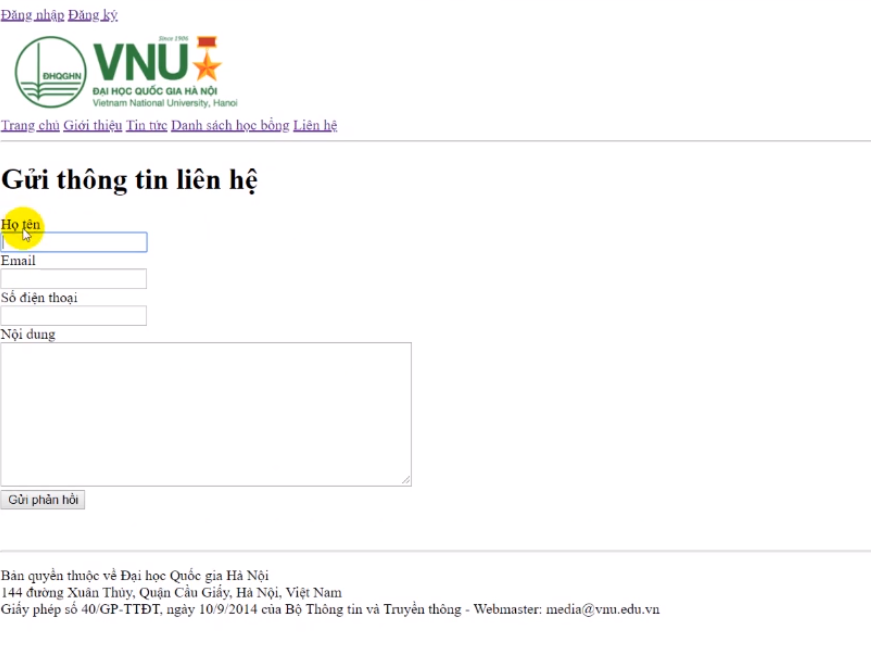 Đăng nhập Đăng ký
Since 1906
ĐHQGHN
VNU
ĐẠI HỌC QUỐC GIA HÀ NỘI
Vietnam National University, Hanoi
Trang chủ Giới thiệu Tin tức Danh sách học bổng Liên hệ
Gửi thông tin liên hệ
Họ tên
Email
Số điện thoại
Nội dung
Gửi phản hồi
Bản quyền thuộc về Đại học Quốc gia Hà Nội
144 đường Xuân Thủy, Quận Cầu Giấy, Hà Nội, Việt Nam
Giấy phép số 40/GP-TTĐT, ngày 10/9/2014 của Bộ Thông tin và Truyền thông - Webmaster: media@vnu.edu.vn